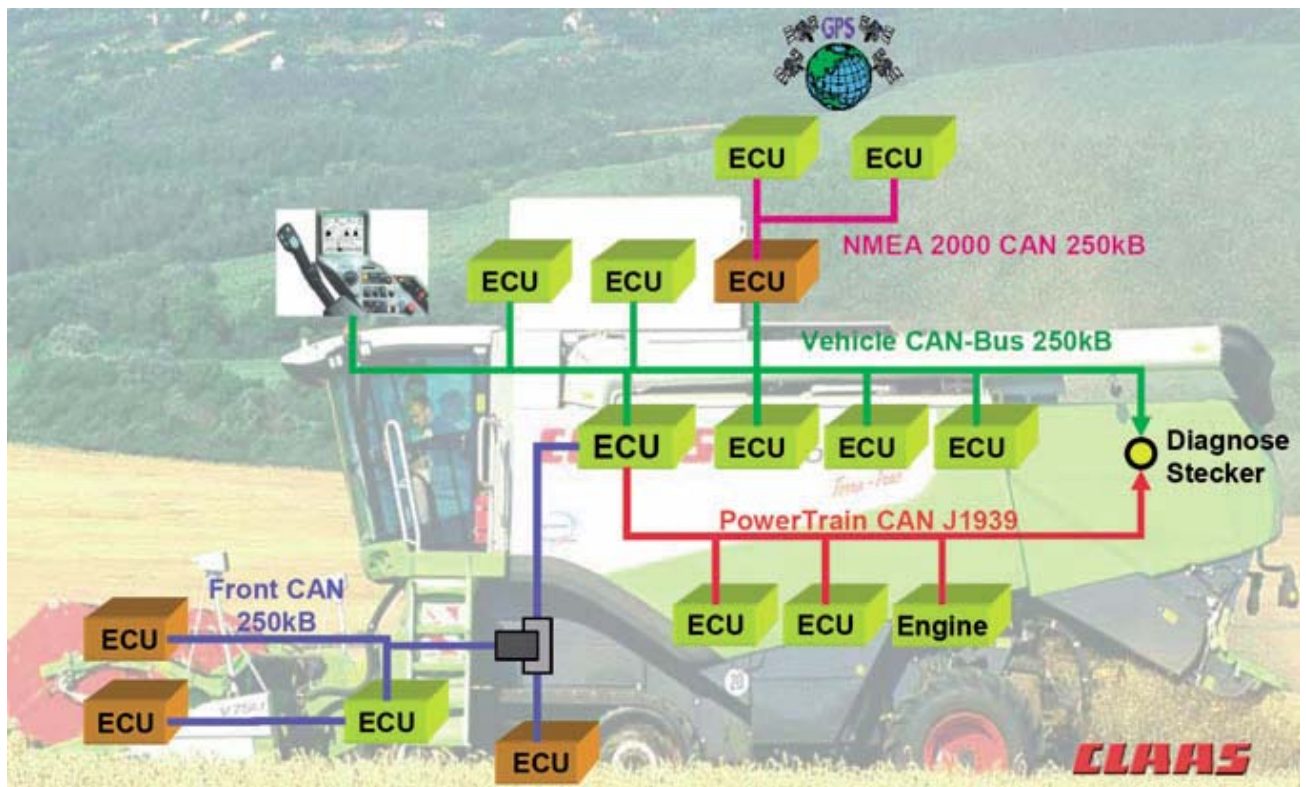 GPS
ECU
ECU
NMEA 2000 CAN 250kB
ECU
ECU
ECU
Vehicle CAN-Bus 250kB
ECU
ECU
ECU
ECU
Diagnose
Stecker
PowerTrain CAN J1939
Front CAN
250kB
ECU
ECU
ECU
Engine
ECU
ECU
ECU
20
CLAAS